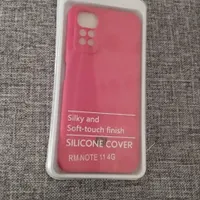 Silky and
Soft-touch finish
SILICONE COVER
RM NOTE 11 4G